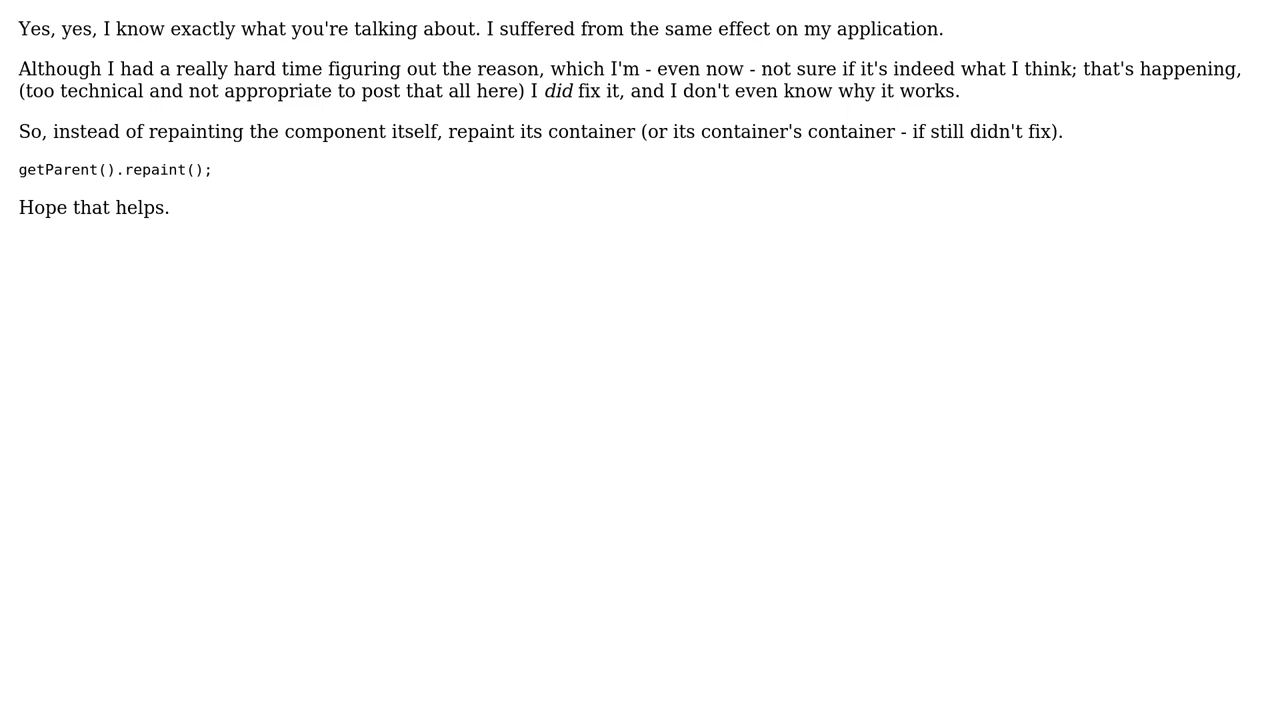 Yes, yes, I know exactly what you're talking about. I suffered from the same effect on my application.
Although I had a really hard time figuring out the reason, which I'm - even now - not sure if it's indeed what I think; that's happening,
(too technical and not appropriate to post that all here) I did fix it, and I don't even know why it works.
So, instead of repainting the component itself, repaint its container (or its container's container - if still didn't fix).
getParent().repaint();
Hope that helps.